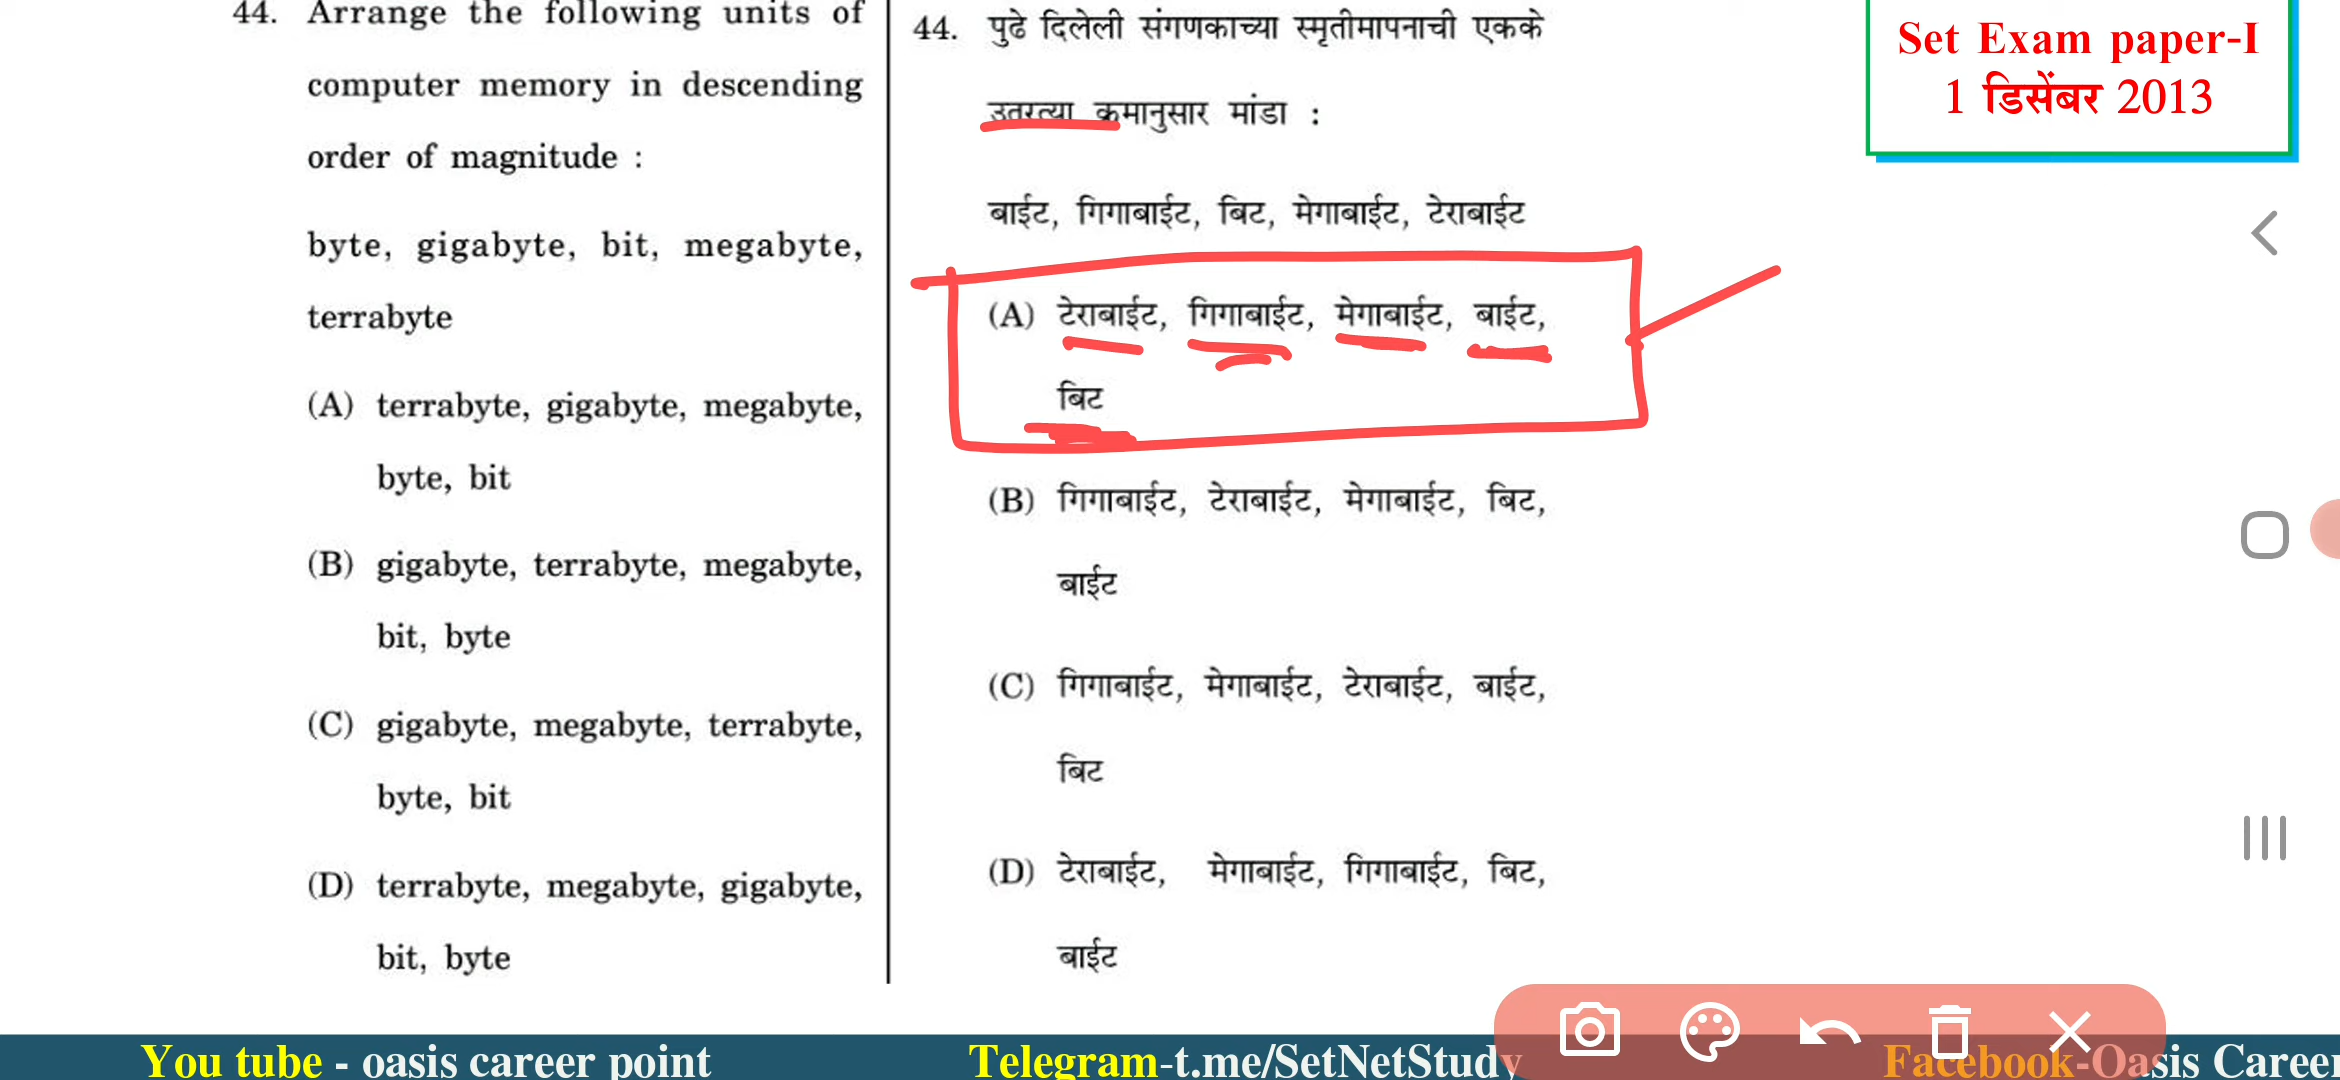 44. Arrange the following units of
computer memory in descending
order of magnitude :
byte, gigabyte, bit, megabyte,
terrabyte
(A) terrabyte, gigabyte, megabyte,
byte, bit
(B) gigabyte, terrabyte, megabyte,
bit, byte
(C) gigabyte, megabyte, terrabyte,
byte, bit
(D) terrabyte, megabyte, gigabyte,
bit, byte
44. पुढे दिलेली संगणकाच्या स्मृतीमापनाची एकके
उतरत्या क्रमानुसार मांडा :
बाईट, गिगाबाईट, बिट, मेगाबाईट, टेराबाईट
(A) टेराबाईट, गिगाबाईट, मेगाबाईट, बाईट,
बिट
(B) गिगाबाईट, टेराबाईट, मेगाबाईट, बिट,
बाईट
(C) गिगाबाईट, मेगाबाईट, टेराबाईट, बाईट,
बिट
(D) टेराबाईट, मेगाबाईट, गिगाबाईट, बिट,
बाईट
Set Exam paper-I
1 डिसेंबर 2013
You tube - oasis career point
Telegram-t.me/SetNetStudy
Facebook-Oasis Career